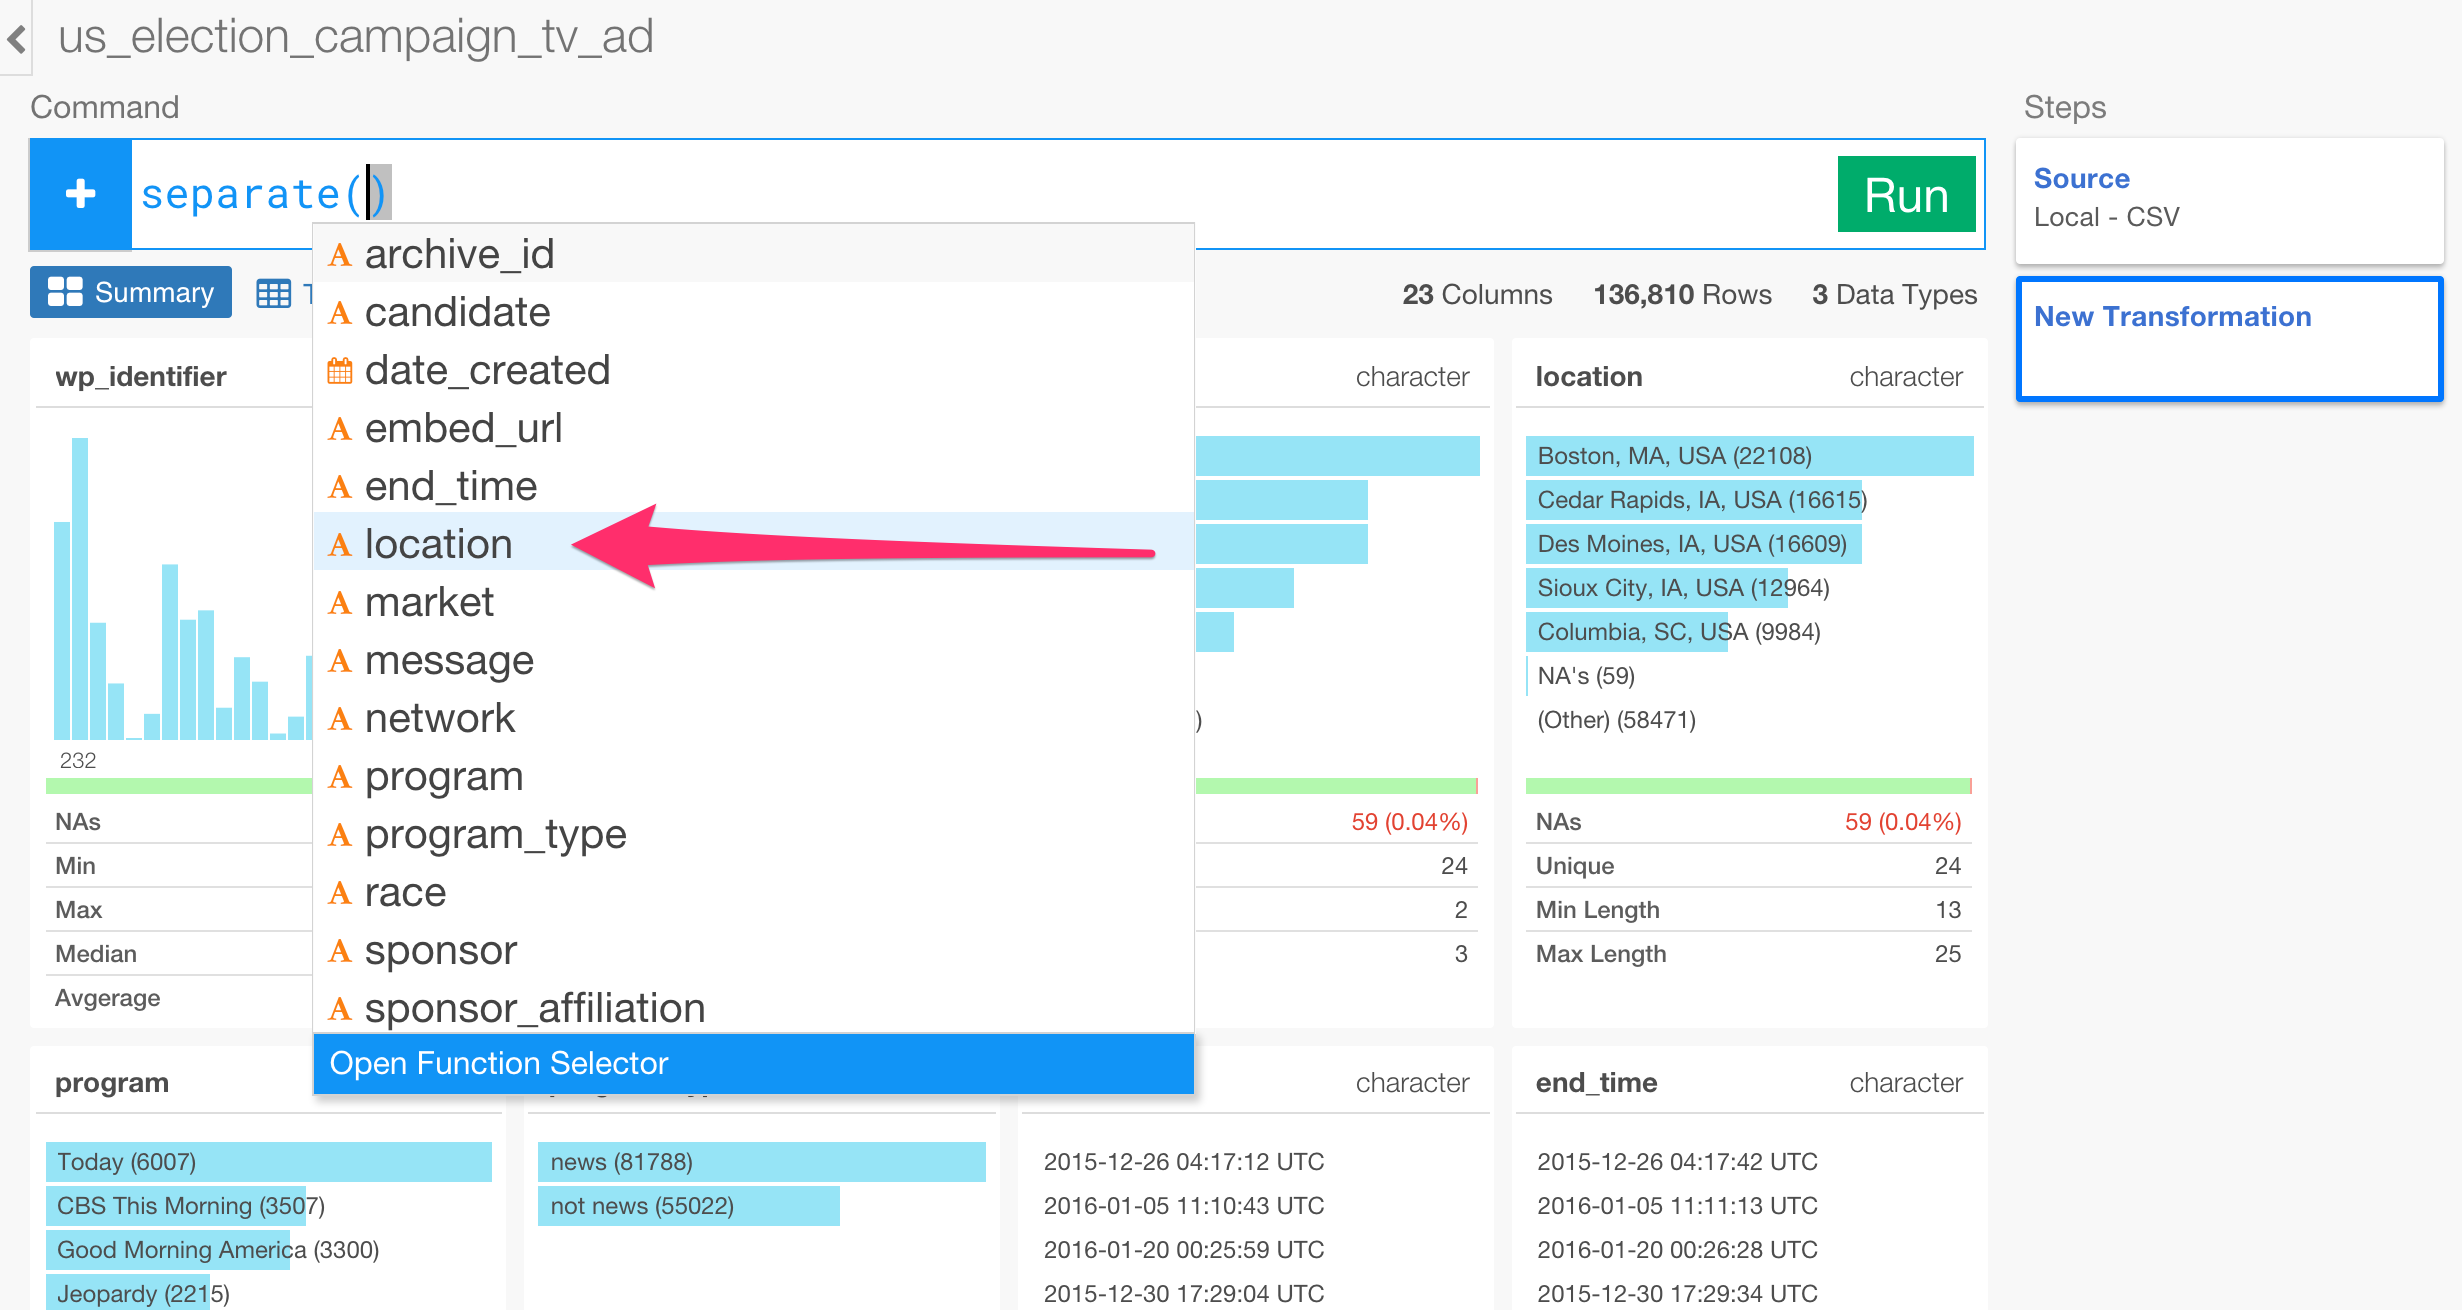 us_election_campaign_tv_ad
Command
Steps
separate()
Run
Source
Local - CSV
New Transformation
Summary
T
23 Columns
136,810 Rows
3 Data Types
archive_id
candidate
date_created
embed_url
end_time
location
market
message
network
program
program_type
race
sponsor
sponsor_affiliation
Open Function Selector
wp_identifier
232
NAs
Min
Max
Median
Avgerage
character
)
59 (0.04%)
24
2
3
location
character
Boston, MA, USA (22108)
Cedar Rapids, IA, USA (16615)
Des Moines, IA, USA (16609)
Sioux City, IA, USA (12964)
Columbia, SC, USA (9984)
NA's (59)
(Other) (58471)
NAs 59 (0.04%)
Unique 24
Min Length 13
Max Length 25
program
Today (6007)
CBS This Morning (3507)
Good Morning America (3300)
Jeopardy (2215)
news (81788)
not news (55022)
character
2015-12-26 04:17:12 UTC
2016-01-05 11:10:43 UTC
2016-01-20 00:25:59 UTC
2015-12-30 17:29:04 UTC
end_time
character
2015-12-26 04:17:42 UTC
2016-01-05 11:11:13 UTC
2016-01-20 00:26:28 UTC
2015-12-30 17:29:34 UTC